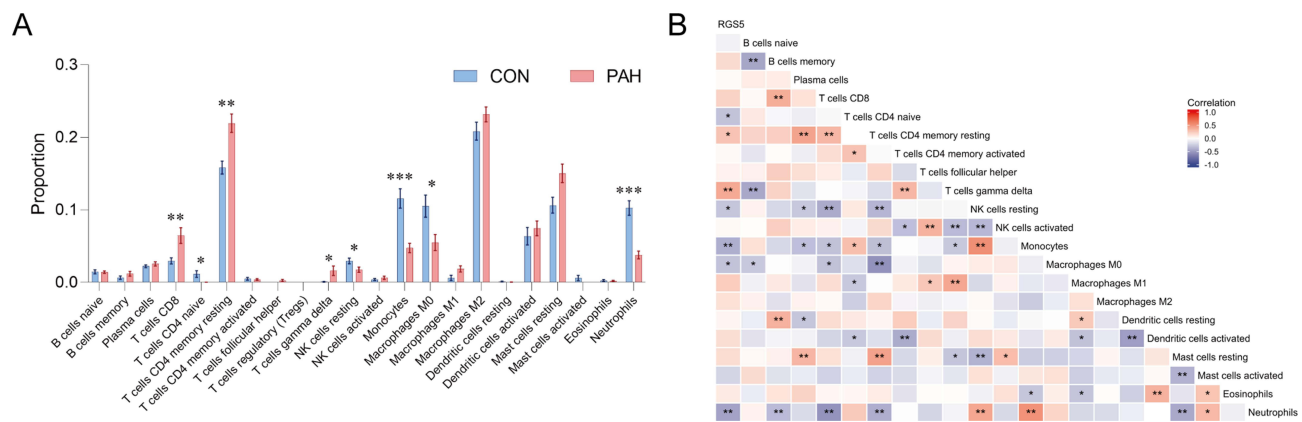 A
0.3
0.2
0.1
0.0
Proportion
CON
PAH
**
*
**
*
*
***
*
***
B cells naive
B cells memory
Plasma cells
T cells CD8
T cells CD4 naive
T cells CD4 memory resting
T cells CD4 memory activated
T cells follicular helper
T cells regulatory (Tregs)
T cells gamma delta
NK cells resting
NK cells activated
Monocytes
Macrophages M0
Macrophages M1
Macrophages M2
Dendritic cells resting
Dendritic cells activated
Mast cells resting
Mast cells activated
Eosinophils
Neutrophils
B
RGS5
B cells naive
** B cells memory
Plasma cells
** T cells CD8
* T cells CD4 naive
* ** ** T cells CD4 memory resting
* T cells CD4 memory activated
T cells follicular helper
** ** ** T cells gamma delta
* * ** ** NK cells resting
* ** ** ** NK cells activated
** * * * * * ** Monocytes
* * * ** Macrophages M0
* * ** Macrophages M1
Macrophages M2
** * * Dendritic cells resting
* ** * ** Dendritic cells activated
** ** * ** * Mast cells resting
** Mast cells activated
* * ** * Eosinophils
** ** ** ** ** ** ** * Neutrophils
Correlation
1.0
0.5
0.0
-0.5
-1.0